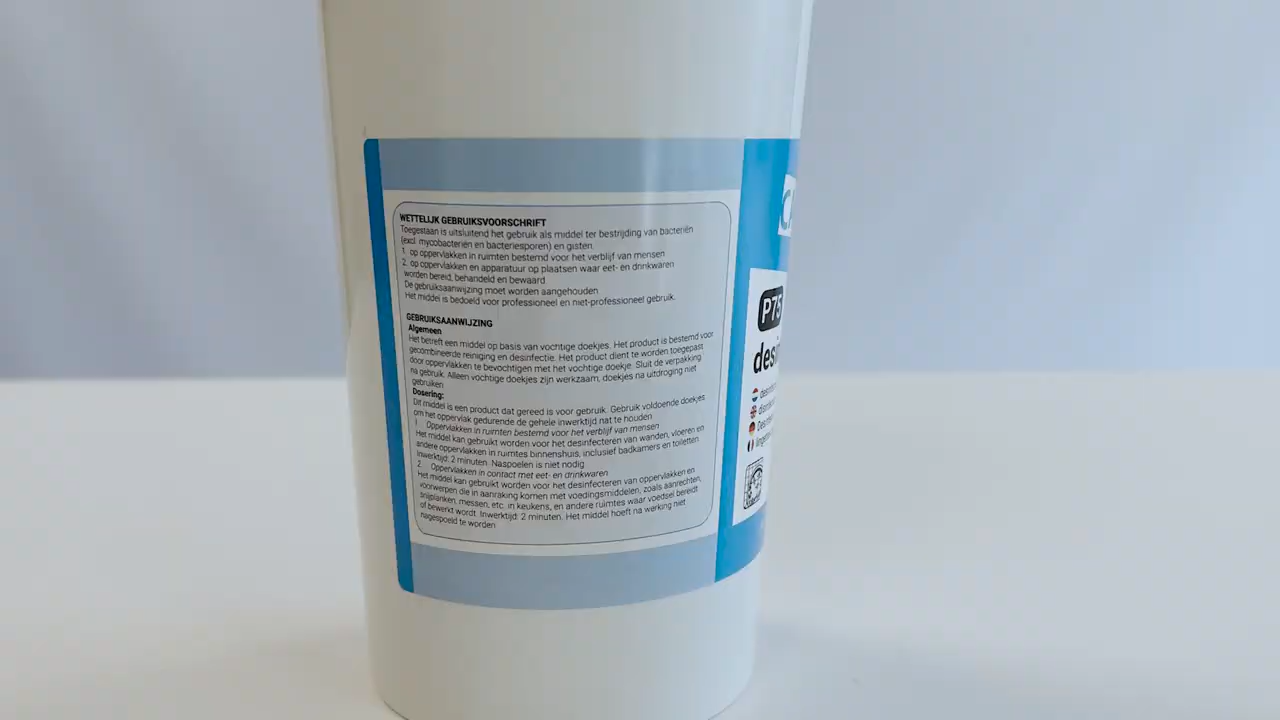 WETTELIJK GEBRUIKSVOORSCHRIFT
Toegestaan is uitsluitend het gebruik als middel ter bestrijding van bacteriën
(excl. mycobacteriën en bacteriesporen) en gisten.
1. op oppervlakken in ruimten bestemd voor het verblijf van mensen
2. op oppervlakken en apparatuur op plaatsen waar eet- en drinkwaren
worden bereid, behandeld en bewaard
De gebruiksaanwijzing moet worden aangehouden.
Het middel is bedoeld voor professioneel en niet-professioneel gebruik.
GEBRUIKSAANWIJZING
Algemeen
Het betreft een middel op basis van vochtige doekjes. Het product is bestemd voor
gecombineerde reiniging en desinfectie. Het product dient te worden toegepast
door oppervlakken te bevochtigen met het vochtige doekje. Sluit de verpakking
na gebruik. Alleen vochtige doekjes zijn werkzaam, doekjes na uitdroging niet
gebruiken
Dosering:
Dit middel is een product dat gereed is voor gebruik. Gebruik voldoende doekjes
om het oppervlak gedurende de gehele inwerktijd nat te houden
1. Oppervlakken in ruimten bestemd voor het verblijf van mensen
Het middel kan gebruikt worden voor het desinfecteren van wanden, vloeren en
andere oppervlakken in ruimtes binnenshuis, inclusief badkamers en toiletten.
Inwerktijd: 2 minuten. Naspoelen is niet nodig
2. Oppervlakken in contact met eet- en drinkwaren
Het middel kan gebruikt worden voor het desinfecteren van oppervlakken en
voorwerpen die in aanraking komen met voedingsmiddelen, zoals aanrechten,
snijplanken, messen, etc. in keukens, en andere ruimtes waar voedsel bereidt
of bewerkt wordt. Inwerktijd: 2 minuten. Het middel hoeft na werking niet
nagespoeld te worden
P75